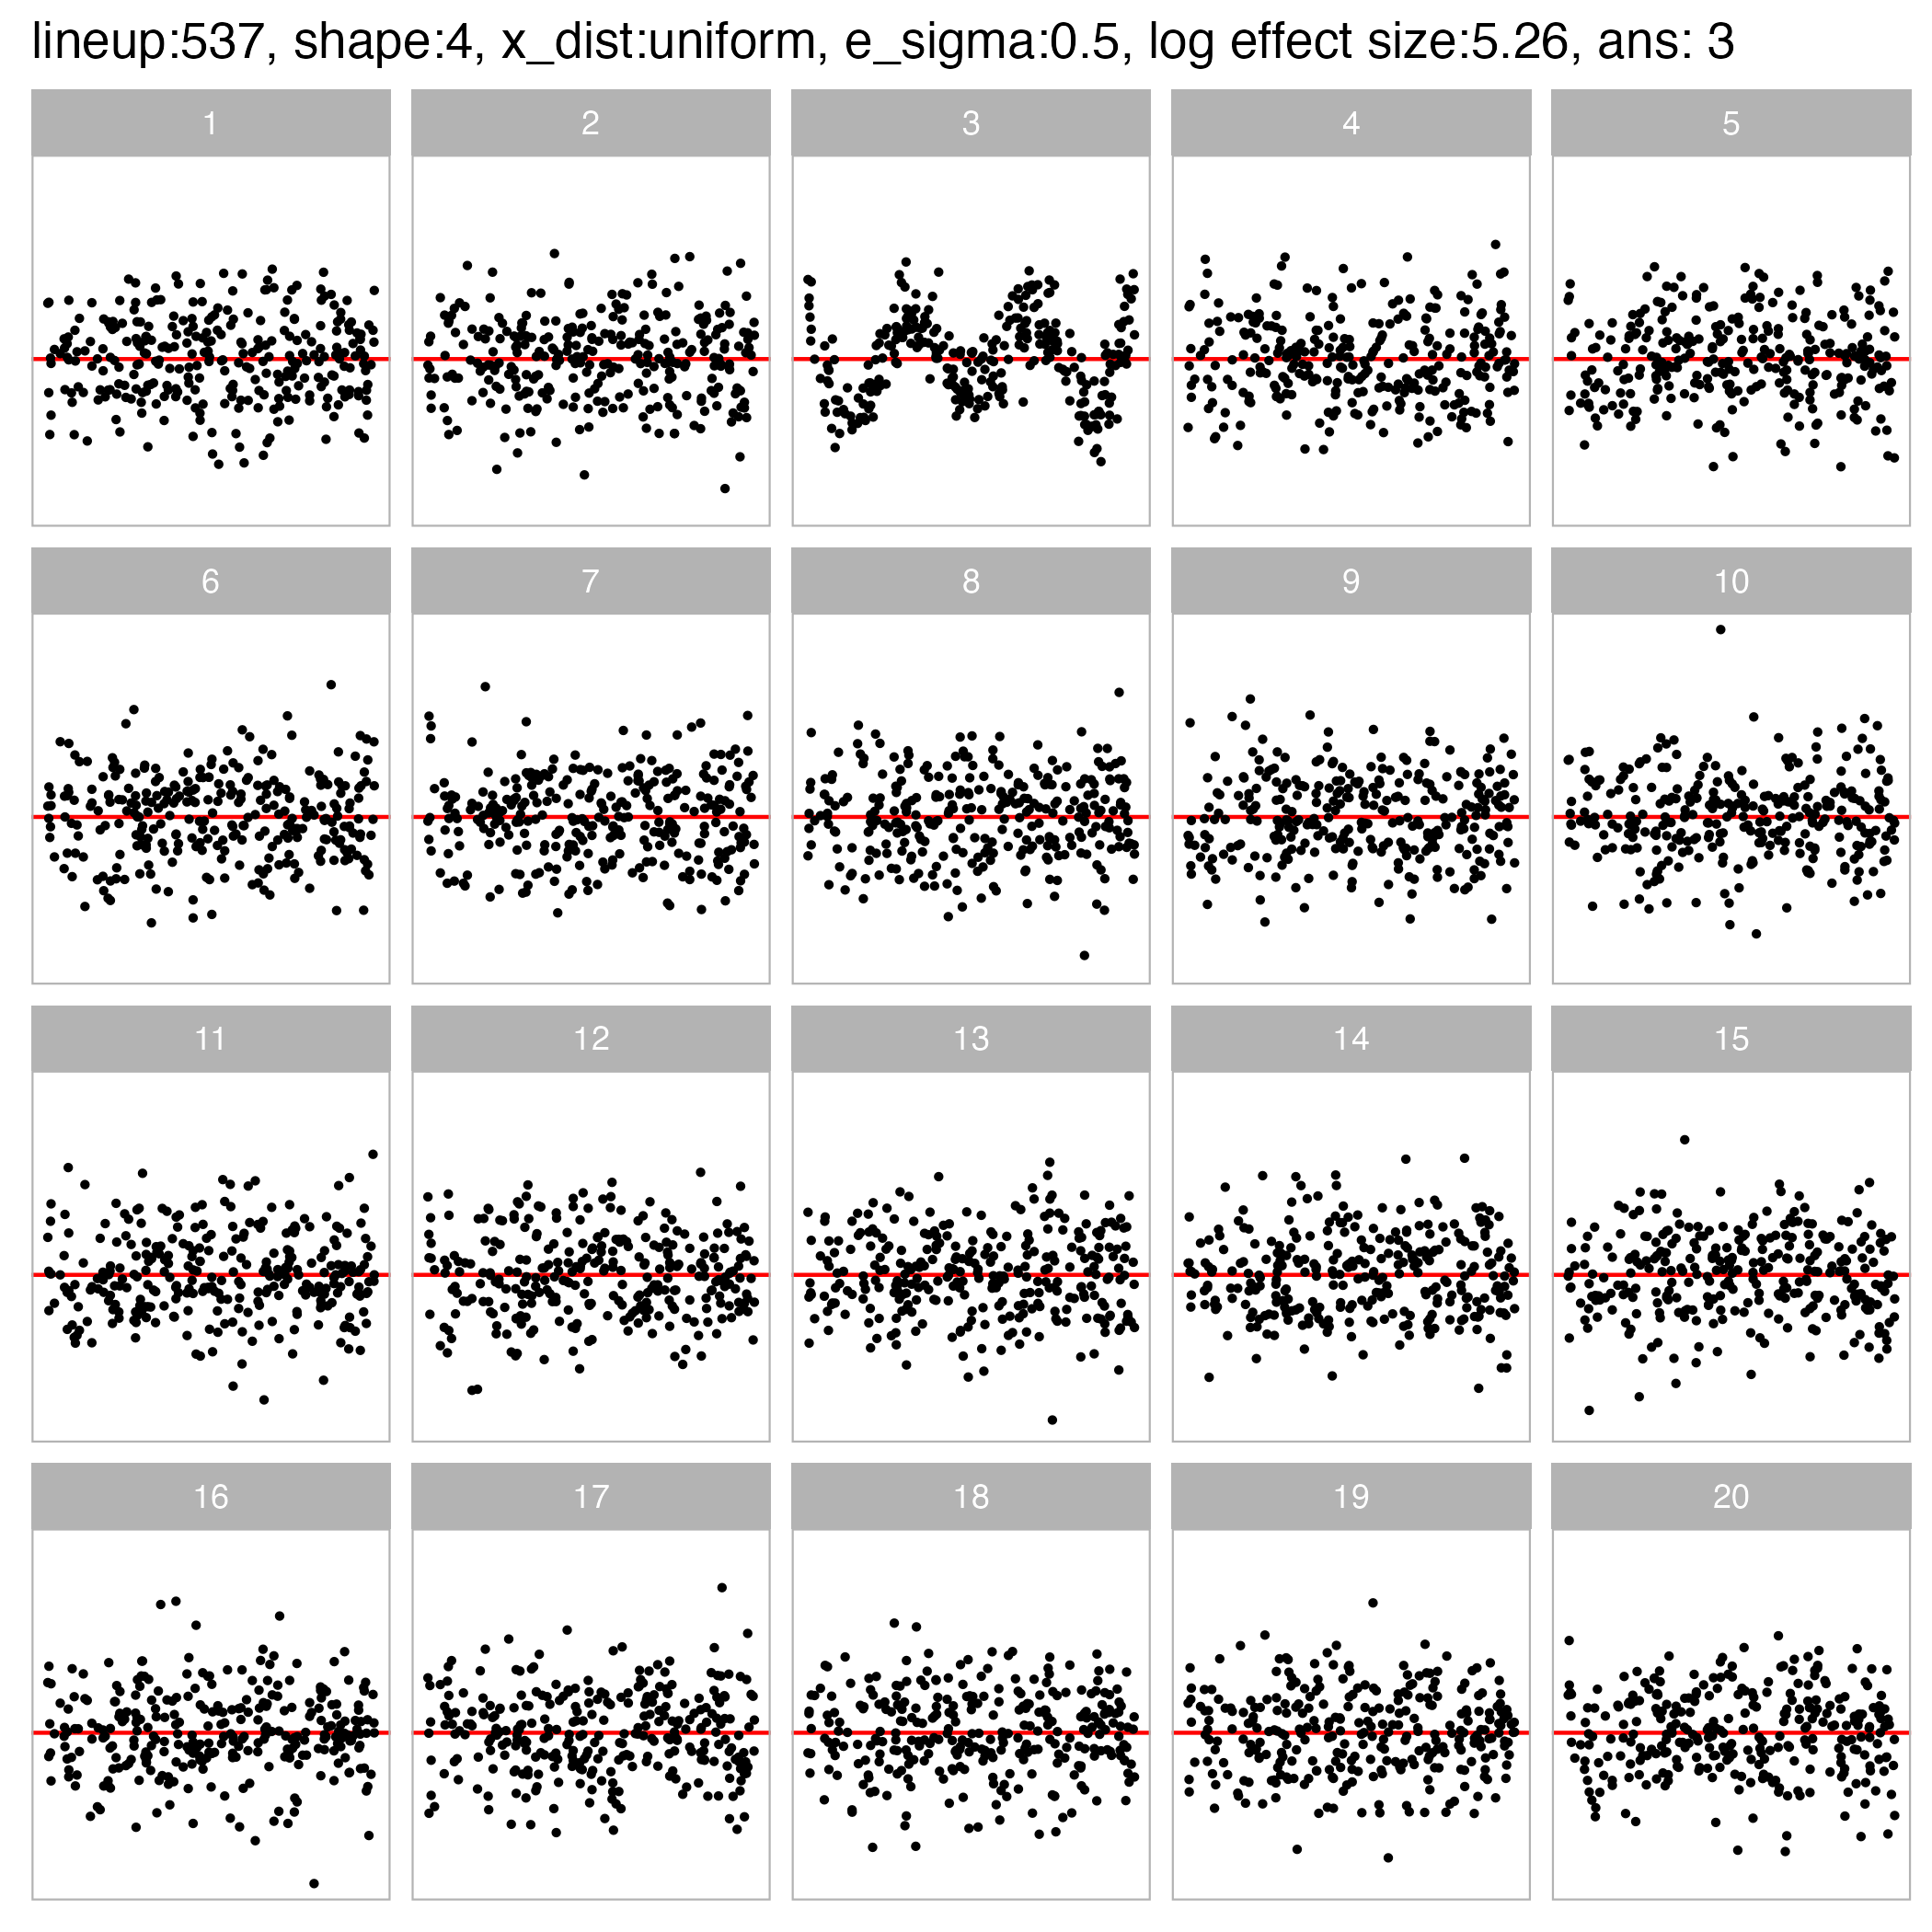 lineup:537, shape:4, x_dist:uniform, e_sigma:0.5, log effect size:5.26, ans: 3
1 2 3 4 5
6 7 8 9 10
11 12 13 14 15
16 17 18 19 20